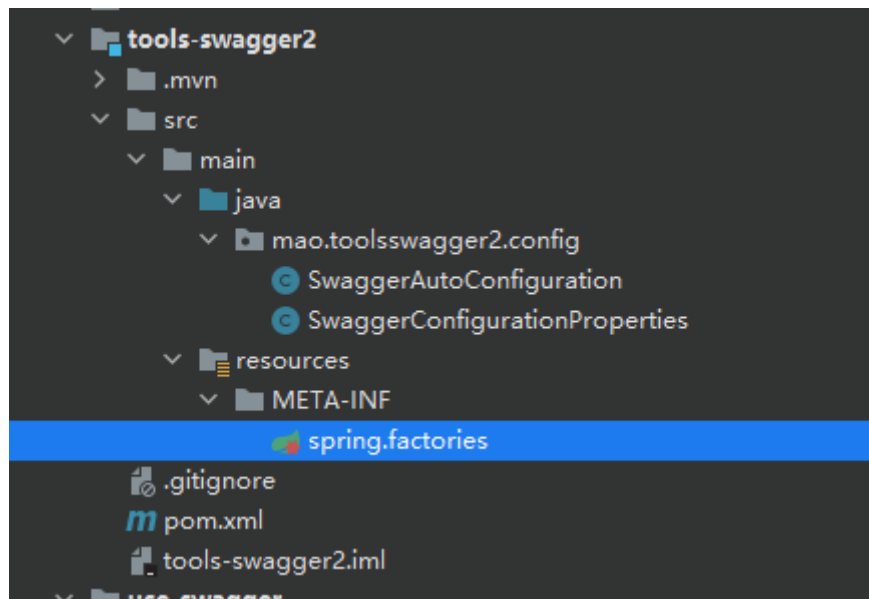 tools-swagger2
.mvn
src
main
java
mao.toolsswagger2.config
SwaggerAutoConfiguration
SwaggerConfigurationProperties
resources
META-INF
spring.factories
.gitignore
pom.xml
tools-swagger2.iml